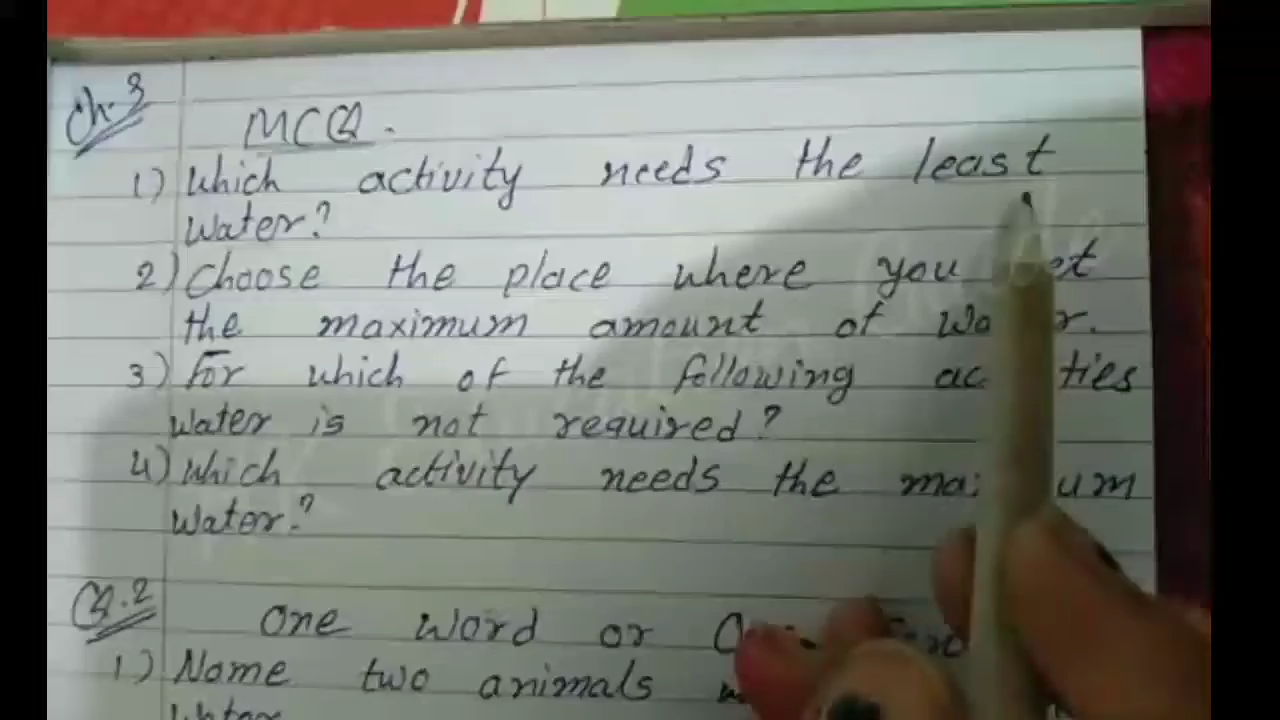 Ch.3
MCQ.
1) Which activity needs the least
Water?
2) Choose the place where you
the maximum amount of
3) For which of the following
Water is not required?
4) Which activity needs the
Water?
Q.2
One Word or
1) Name two animals
Water